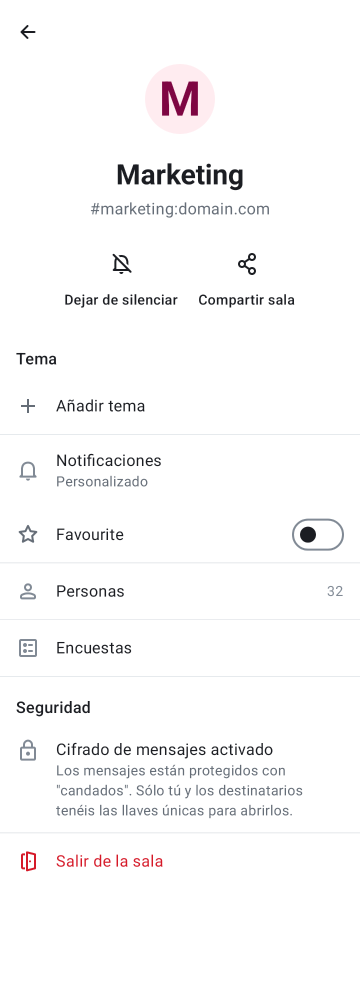 M
Marketing
#marketing:domain.com
Dejar de silenciar
Compartir sala
Tema
Añadir tema
Notificaciones
Personalizado
Favourite
Personas
32
Encuestas
Seguridad
Cifrado de mensajes activado
Los mensajes están protegidos con
"candados". Sólo tú y los destinatarios
tenéis las llaves únicas para abrirlos.
Salir de la sala